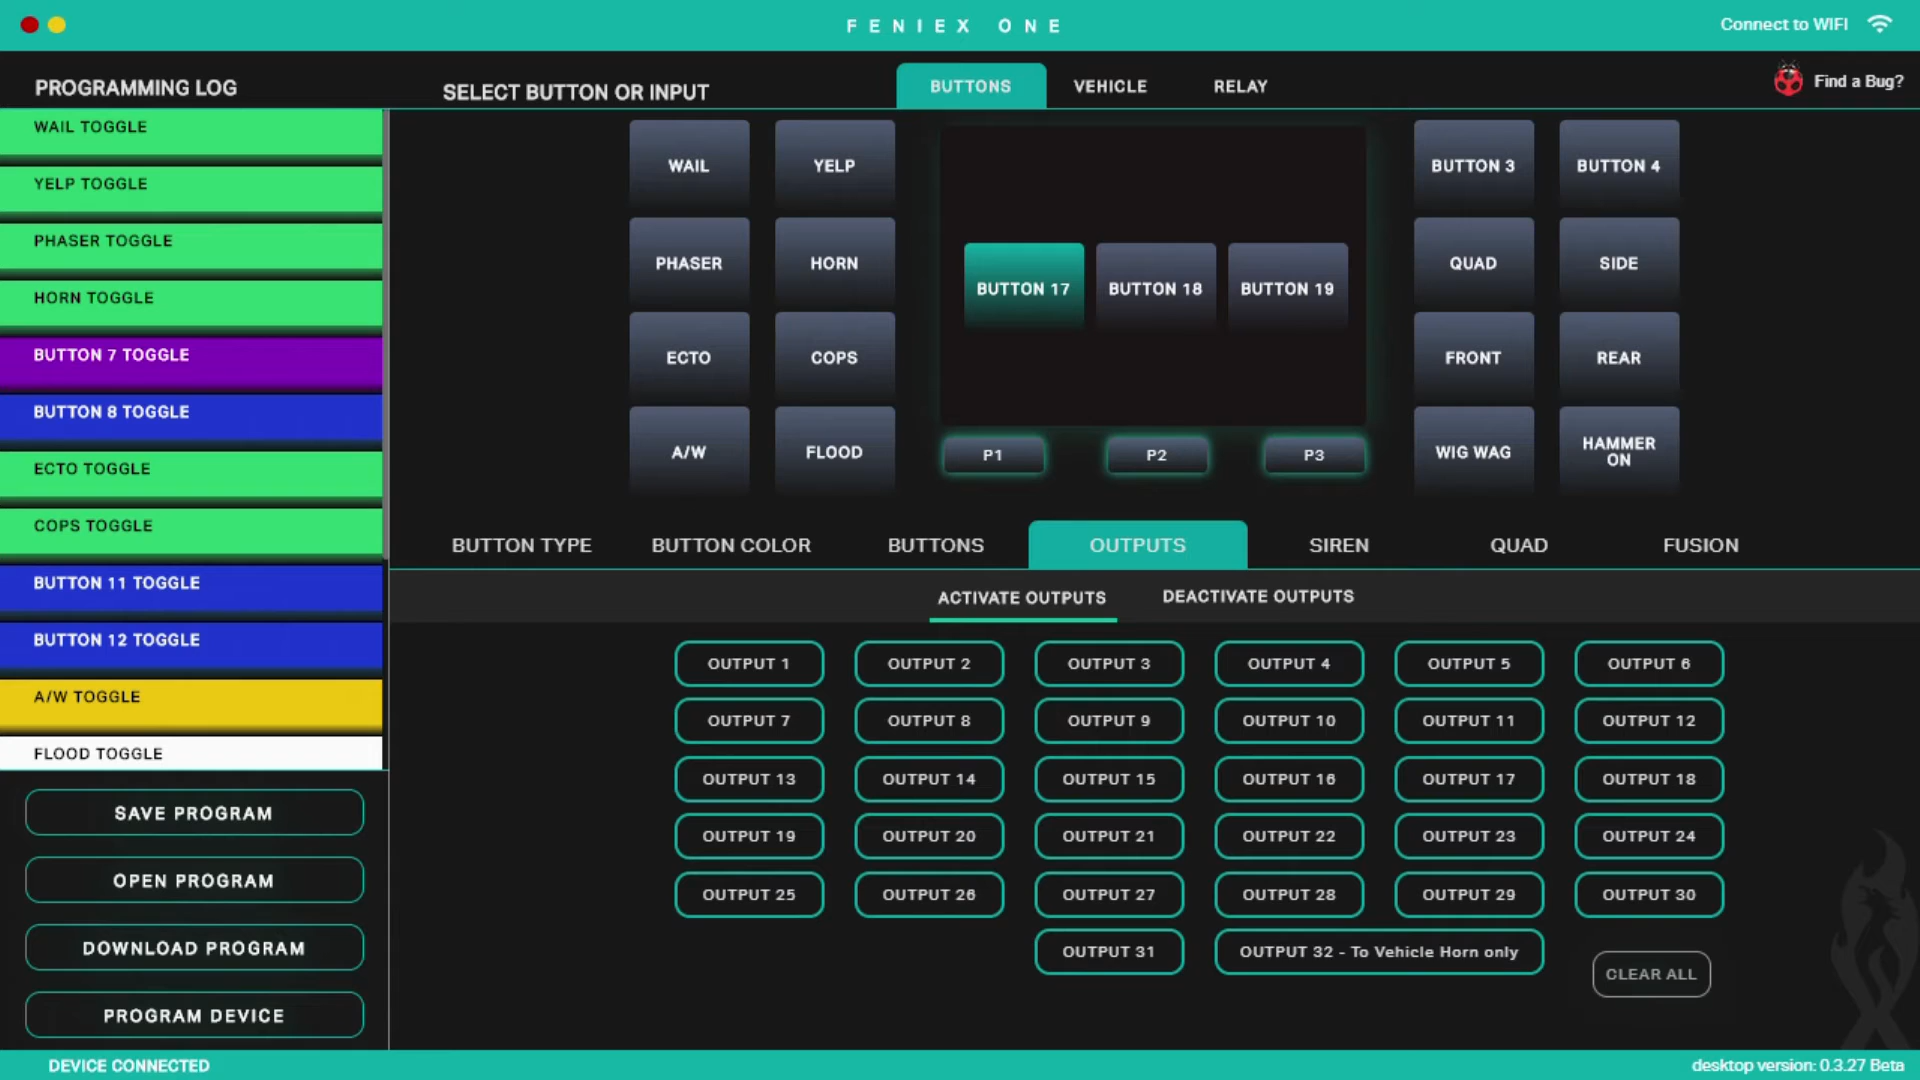 FENIEX ONE
Connect to WIFI
PROGRAMMING LOG
SELECT BUTTON OR INPUT
BUTTONS
VEHICLE
RELAY
Find a Bug?
WAIL TOGGLE
YELP TOGGLE
PHASER TOGGLE
HORN TOGGLE
BUTTON 7 TOGGLE
BUTTON 8 TOGGLE
ECTO TOGGLE
COPS TOGGLE
BUTTON 11 TOGGLE
BUTTON 12 TOGGLE
A/W TOGGLE
FLOOD TOGGLE
SAVE PROGRAM
OPEN PROGRAM
DOWNLOAD PROGRAM
PROGRAM DEVICE
WAIL
YELP
PHASER
HORN
ECTO
COPS
A/W
FLOOD
BUTTON 17
BUTTON 18
BUTTON 19
P1
P2
P3
BUTTON 3
BUTTON 4
QUAD
SIDE
FRONT
REAR
WIG WAG
HAMMER
ON
BUTTON TYPE
BUTTON COLOR
BUTTONS
OUTPUTS
SIREN
QUAD
FUSION
ACTIVATE OUTPUTS
DEACTIVATE OUTPUTS
OUTPUT 1
OUTPUT 2
OUTPUT 3
OUTPUT 4
OUTPUT 5
OUTPUT 6
OUTPUT 7
OUTPUT 8
OUTPUT 9
OUTPUT 10
OUTPUT 11
OUTPUT 12
OUTPUT 13
OUTPUT 14
OUTPUT 15
OUTPUT 16
OUTPUT 17
OUTPUT 18
OUTPUT 19
OUTPUT 20
OUTPUT 21
OUTPUT 22
OUTPUT 23
OUTPUT 24
OUTPUT 25
OUTPUT 26
OUTPUT 27
OUTPUT 28
OUTPUT 29
OUTPUT 30
OUTPUT 31
OUTPUT 32 - To Vehicle Horn only
CLEAR ALL
DEVICE CONNECTED
desktop version: 0.3.27 Beta